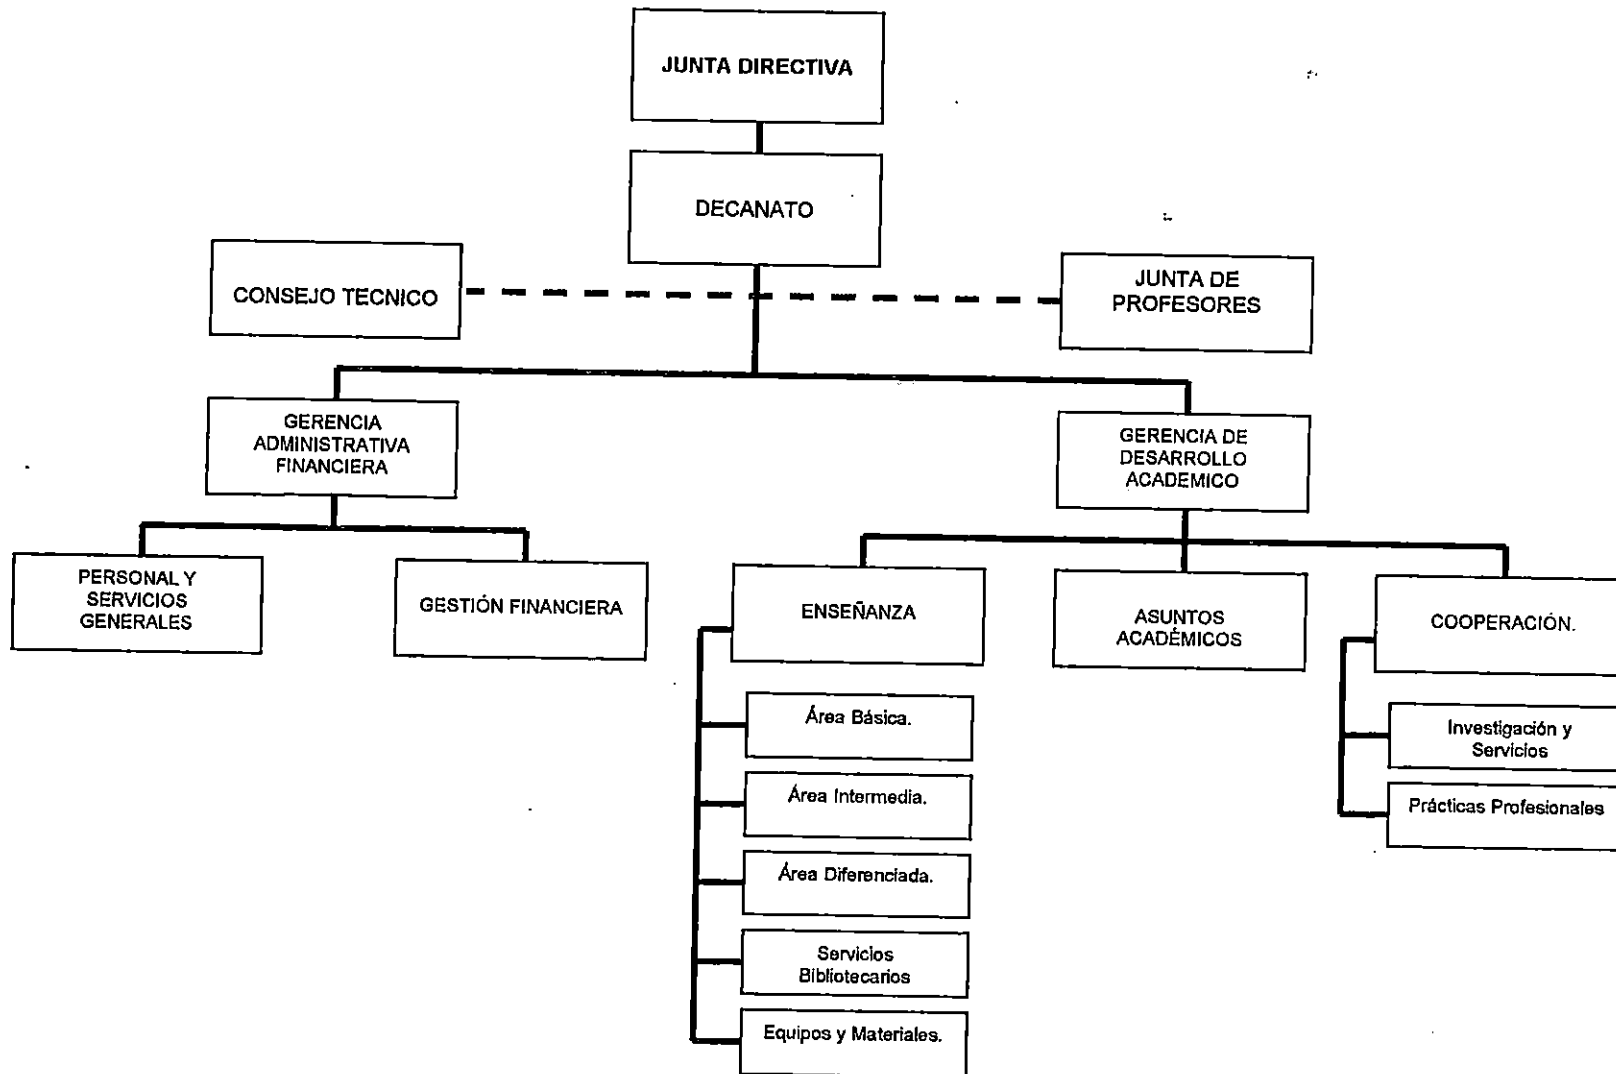 JUNTA DIRECTIVA
DECANATO
CONSEJO TECNICO
JUNTA DE
PROFESORES
GERENCIA
ADMINISTRATIVA
FINANCIERA
GERENCIA DE
DESARROLLO
ACADEMICO
PERSONAL Y
SERVICIOS
GENERALES
GESTIÓN FINANCIERA
ENSEÑANZA
ASUNTOS
ACADÉMICOS
COOPERACIÓN.
Área Básica.
Área Intermedia.
Área Diferenciada.
Servicios
Bibliotecarios
Equipos y Materiales.
Investigación y
Servicios
Prácticas Profesionales